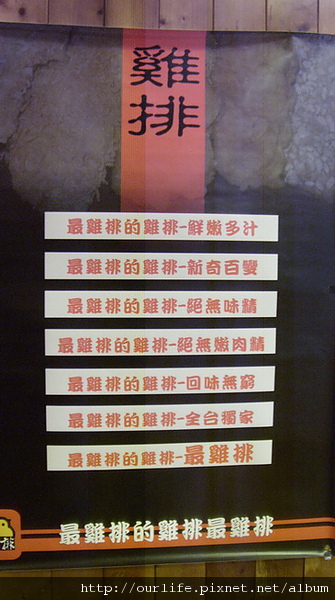 雞
排
最雞排的雞排-鮮嫩多汁
最雞排的雞排-新奇百變
最雞排的雞排-絕無味精
最雞排的雞排-絕無嫩肉精
最雞排的雞排-回味無窮
最雞排的雞排-全台獨家
最雞排的雞排-最雞排
最雞排的雞排最雞排
http://ourlife.pixnet.net/album